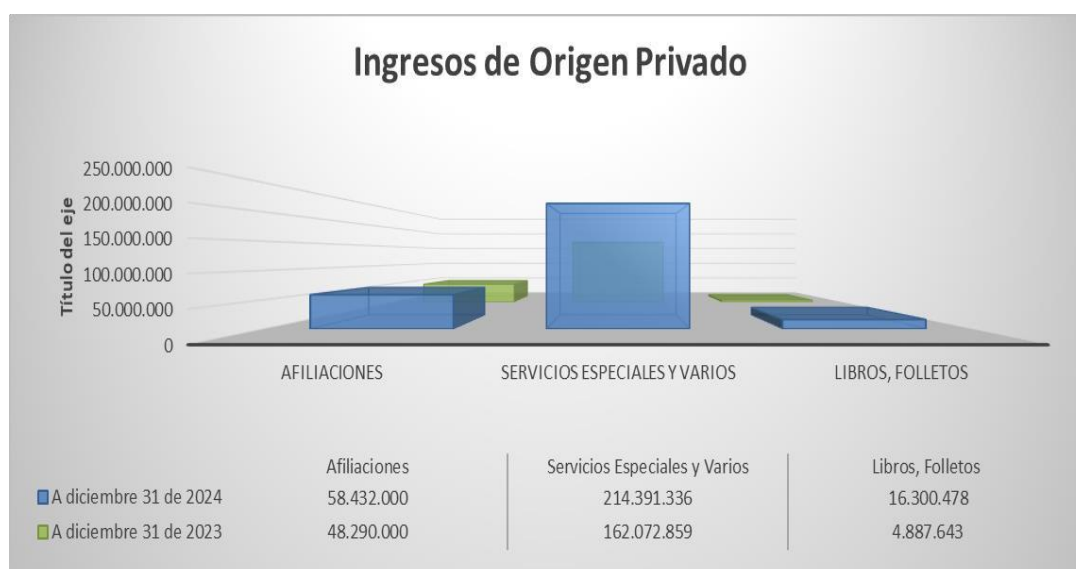 Ingresos de Origen Privado
250.000.000
200.000.000
150.000.000
100.000.000
50.000.000
0
Título del eje
AFILIACIONES SERVICIOS ESPECIALES Y VARIOS LIBROS, FOLLETOS
Afiliaciones Servicios Especiales y Varios Libros, Folletos
A diciembre 31 de 2024 58.432.000 214.391.336 16.300.478
A diciembre 31 de 2023 48.290.000 162.072.859 4.887.643